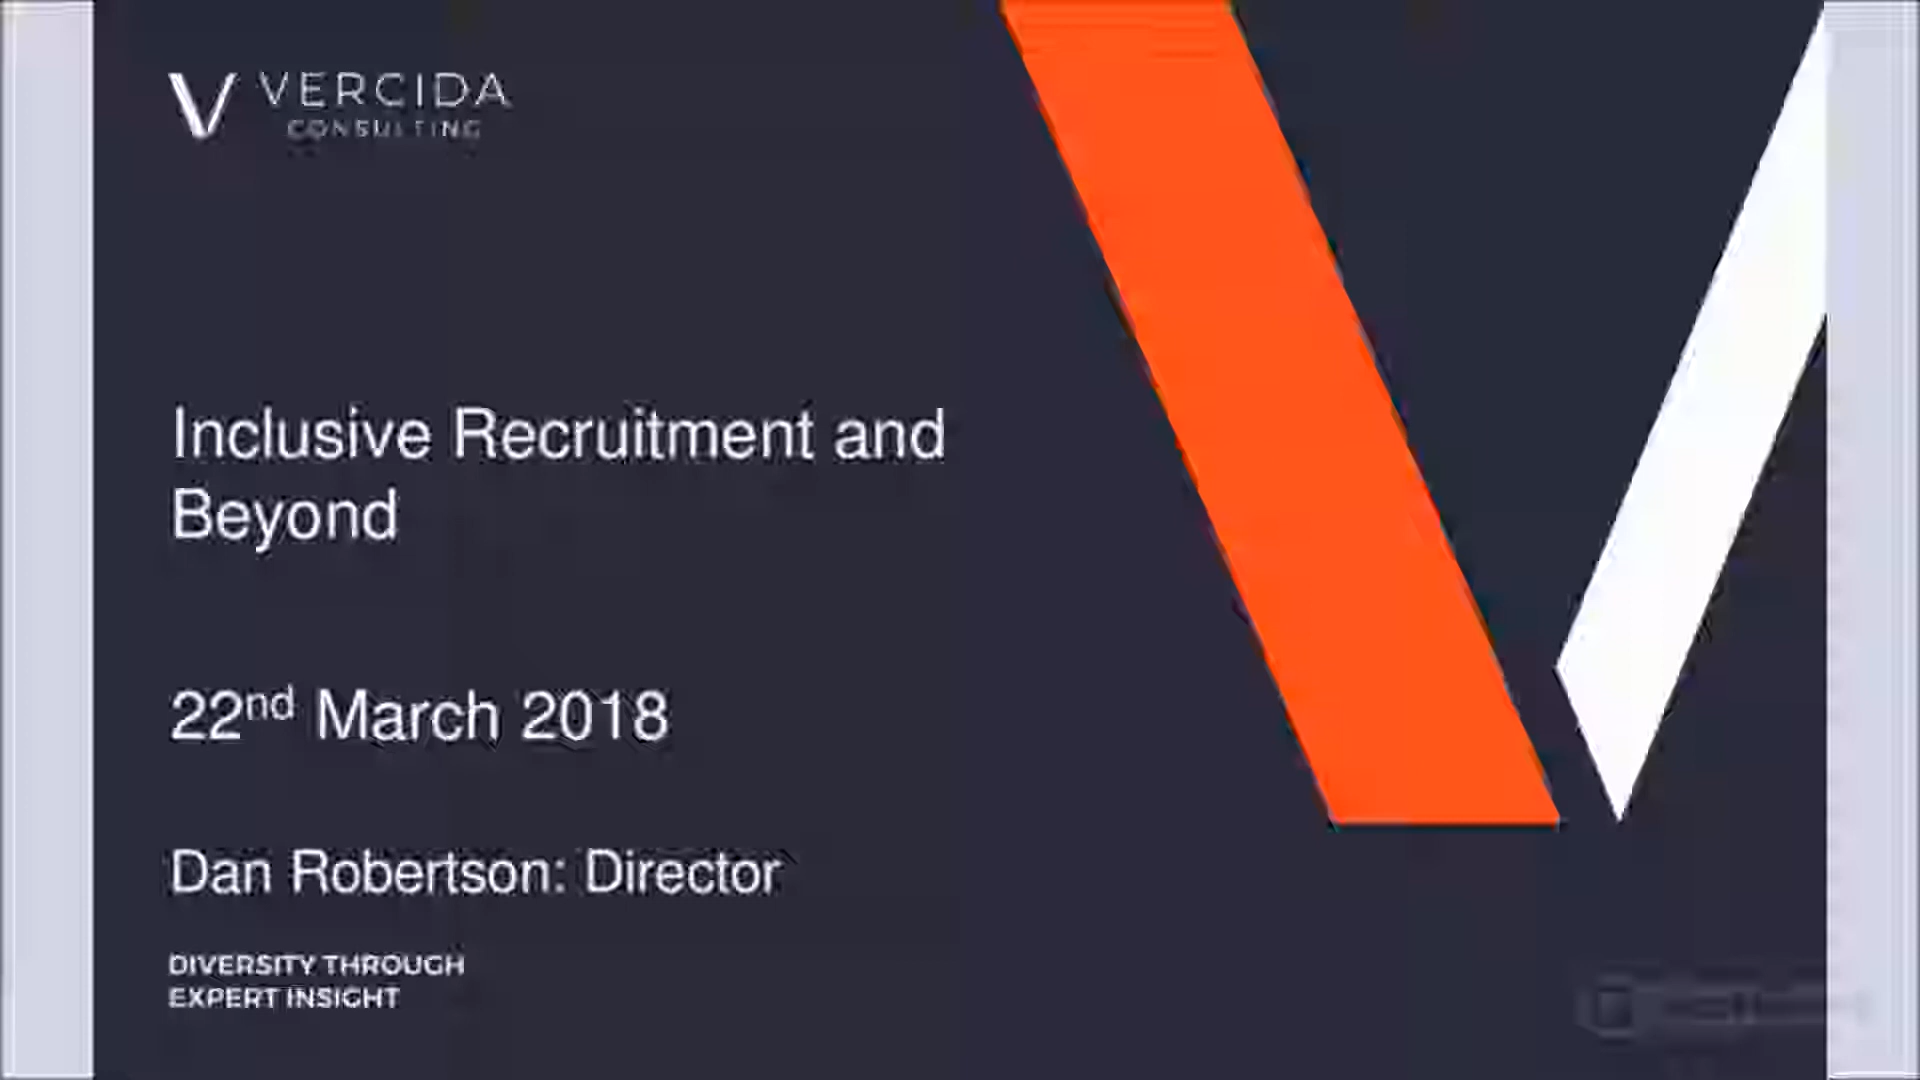 VERCIDA
CONSULTING
Inclusive Recruitment and
Beyond
22nd March 2018
Dan Robertson: Director
DIVERSITY THROUGH
EXPERT INSIGHT